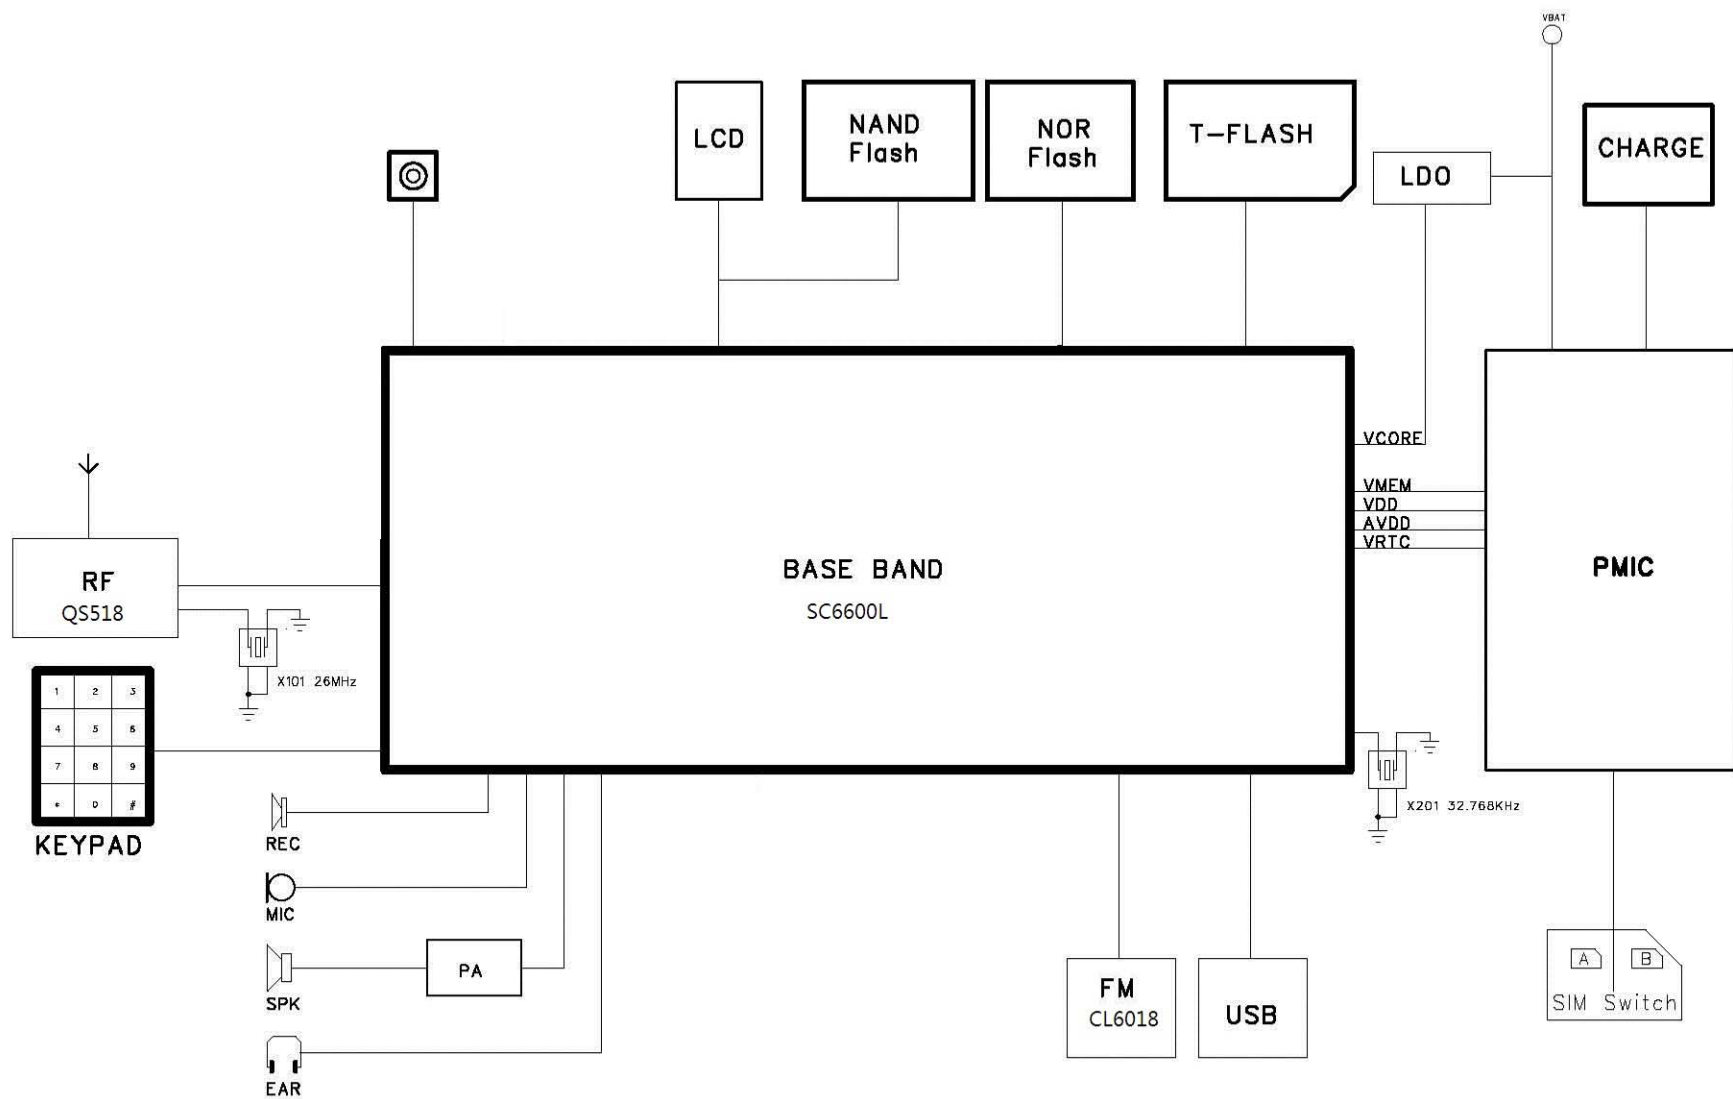 VBAT
LCD
NAND
Flash
NOR
Flash
T-FLASH
LDO
CHARGE
VCORE
VMEM
VDD
AVDD
VRTC
BASE BAND
SC6600L
PMIC
RF
QS518
X101 26MHz
1 2 3
4 5 6
7 8 9
* 0 #
KEYPAD
X201 32.768KHz
REC
MIC
PA
SPK
EAR
FM
CL6018
USB
A B
SIM Switch